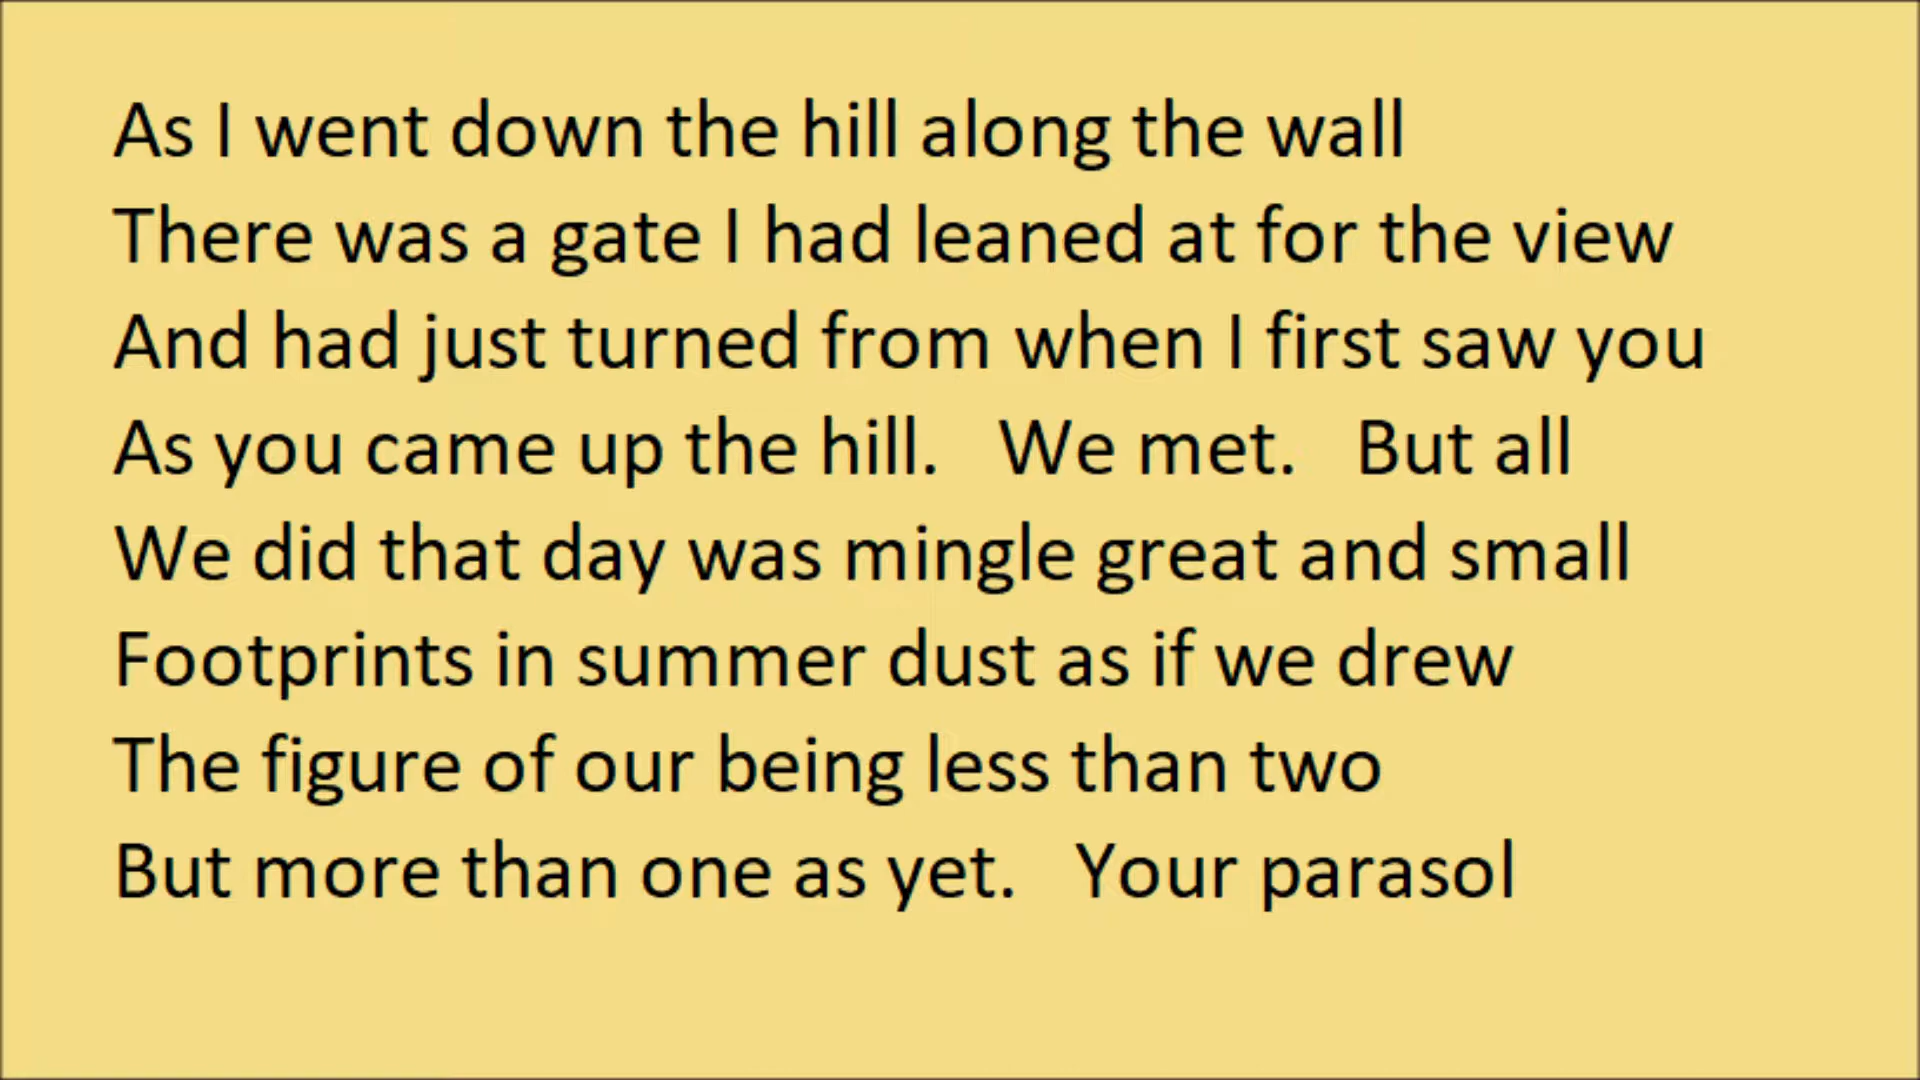 As I went down the hill along the wall
There was a gate I had leaned at for the view
And had just turned from when I first saw you
As you came up the hill.   We met.   But all
We did that day was mingle great and small
Footprints in summer dust as if we drew
The figure of our being less than two
But more than one as yet.   Your parasol